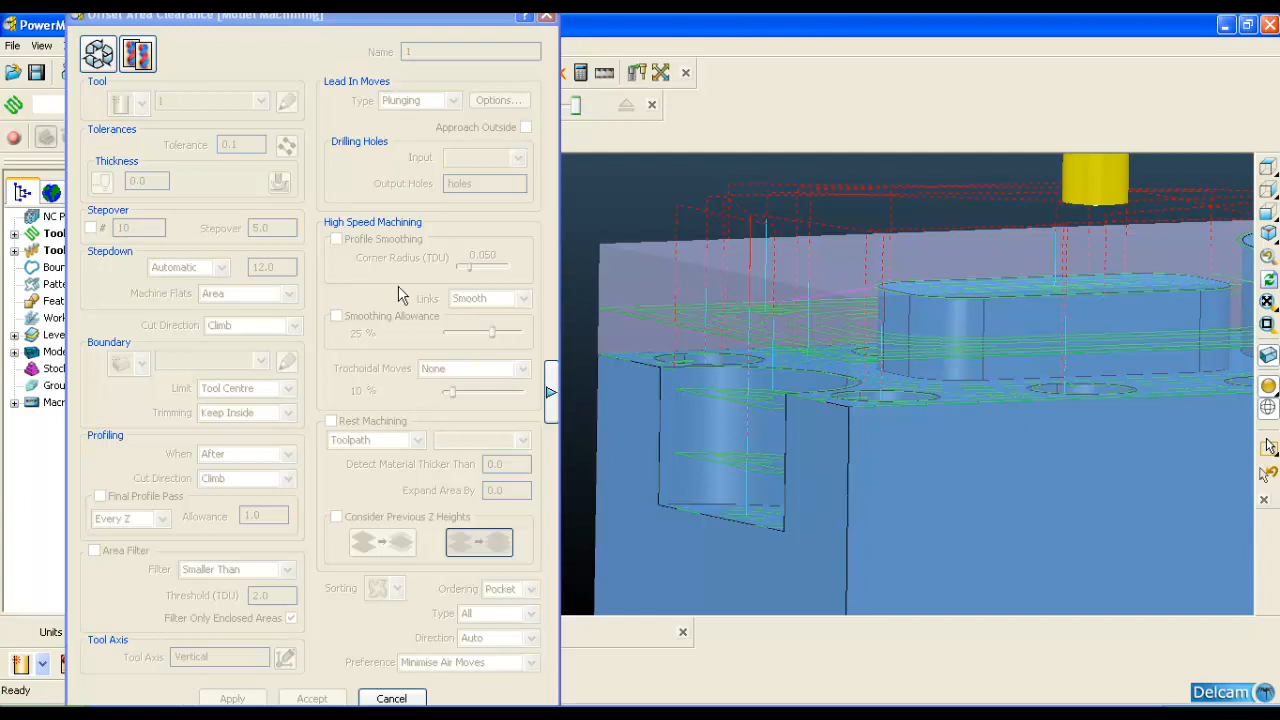 PowerM
Offset Area Clearance [Model Machining]
?
File View
Name 1
Tool
1
Tolerances
Tolerance 0.1
Thickness
0.0
Stepover
# 10 Stepover 5.0
Stepdown
Automatic 12.0
Machine Flats Area
Cut Direction Climb
Boundary
Limit Tool Centre
Trimming Keep Inside
Profiling
When After
Cut Direction Climb
Final Profile Pass
Every Z Allowance 1.0
Area Filter
Filter Smaller Than
Threshold (TDU) 2.0
Filter Only Enclosed Areas
Tool Axis
Tool Axis Vertical
Lead In Moves
Type Plunging Options...
Approach Outside
Drilling Holes
Input
Output Holes holes
High Speed Machining
Profile Smoothing
Corner Radius (TDU) 0.050
Links Smooth
Smoothing Allowance
25 %
Trochoidal Moves None
10 %
Rest Machining
Toolpath
Detect Material Thicker Than 0.0
Expand Area By 0.0
Consider Previous Z Heights
Sorting Ordering Pocket
Type All
Direction Auto
Preference Minimise Air Moves
Apply Accept Cancel
NC P
Tool
Tool
Boun
Patte
Feat
Work
Leve
Mode
Stoc
Grou
Macr
Units
Ready
Delcam